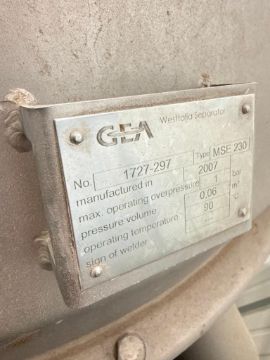 GEA Westfalia Separator
No. 1727-297 Type MSE 230
manufactured in 2007
max. operating overpressure 1 bar
pressure volume 0,06 m³
operating temperature 90 °C
sign of welder